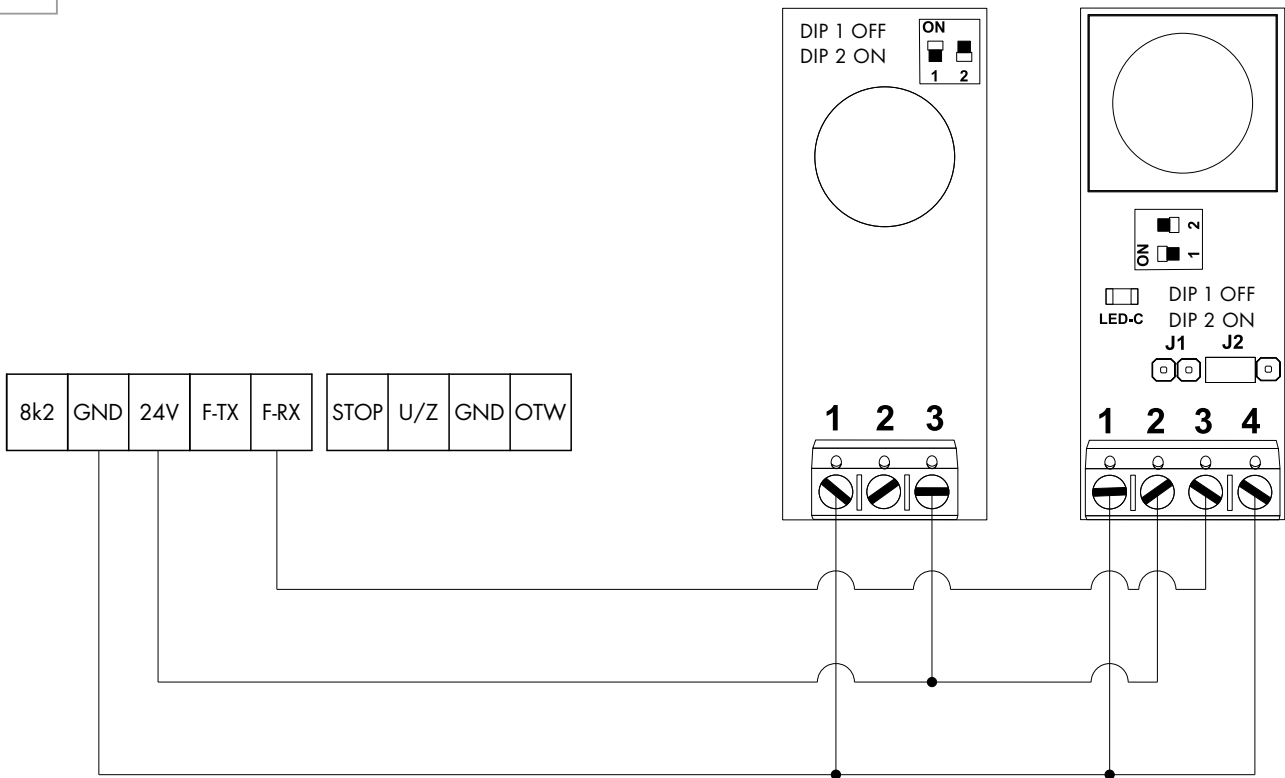 DIP 1 OFF
DIP 2 ON
ON
1 2
2
1
ON
DIP 1 OFF
LED-C DIP 2 ON
J1 J2
8k2 GND 24V F-TX F-RX STOP U/Z GND OTW
1 2 3
1 2 3 4